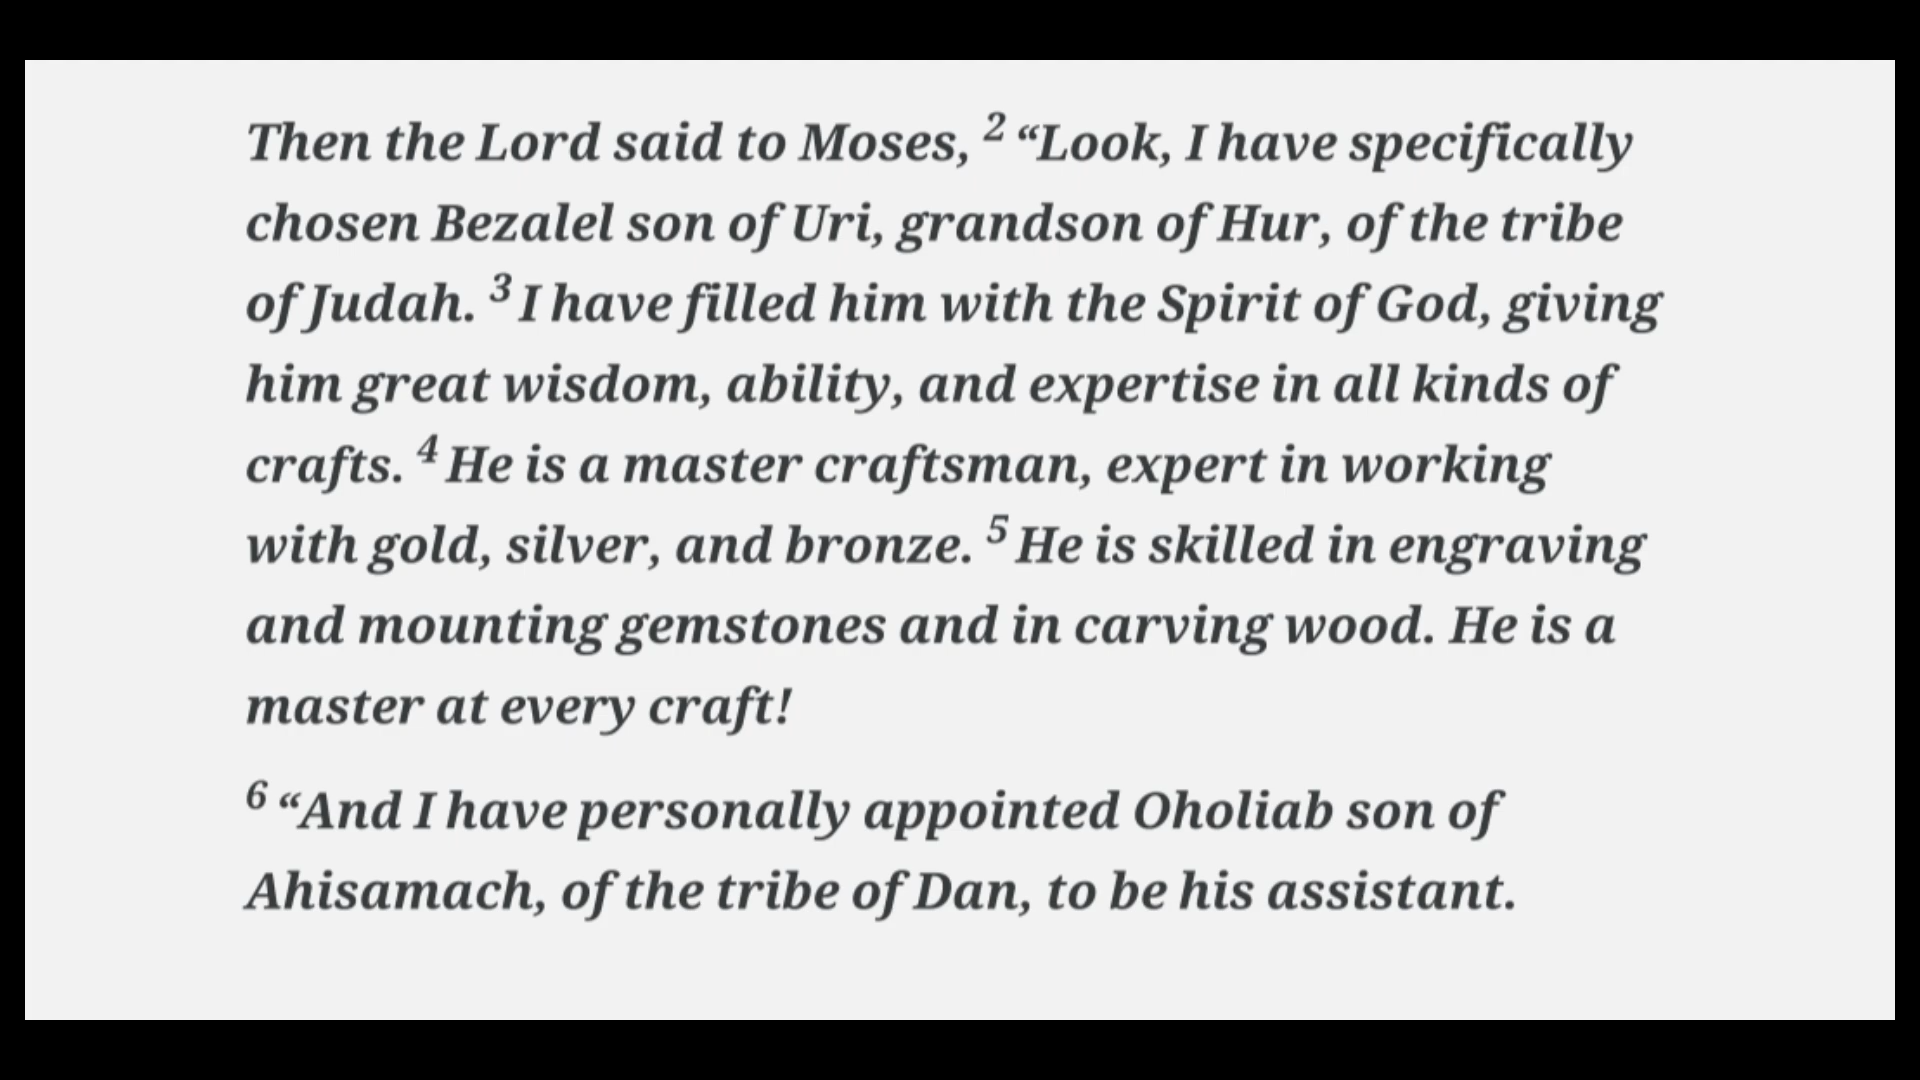 Then the Lord said to Moses, 2 “Look, I have specifically
chosen Bezalel son of Uri, grandson of Hur, of the tribe
of Judah. 3 I have filled him with the Spirit of God, giving
him great wisdom, ability, and expertise in all kinds of
crafts. 4 He is a master craftsman, expert in working
with gold, silver, and bronze. 5 He is skilled in engraving
and mounting gemstones and in carving wood. He is a
master at every craft!
6 “And I have personally appointed Oholiab son of
Ahisamach, of the tribe of Dan, to be his assistant.